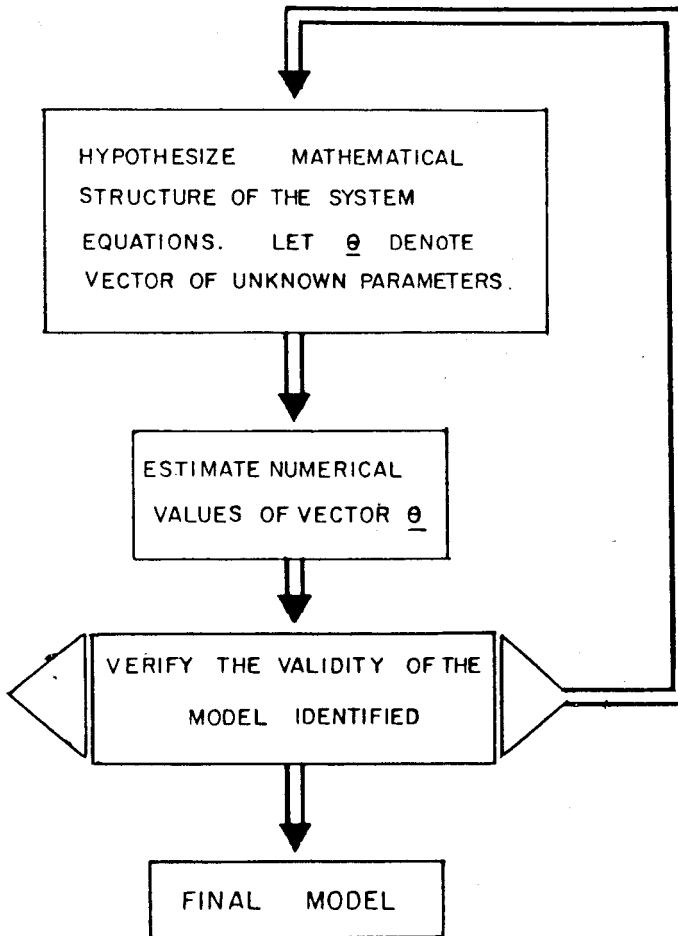 HYPOTHESIZE MATHEMATICAL
STRUCTURE OF THE SYSTEM
EQUATIONS. LET θ DENOTE
VECTOR OF UNKNOWN PARAMETERS.
ESTIMATE NUMERICAL
VALUES OF VECTOR θ
VERIFY THE VALIDITY OF THE
MODEL IDENTIFIED
FINAL MODEL